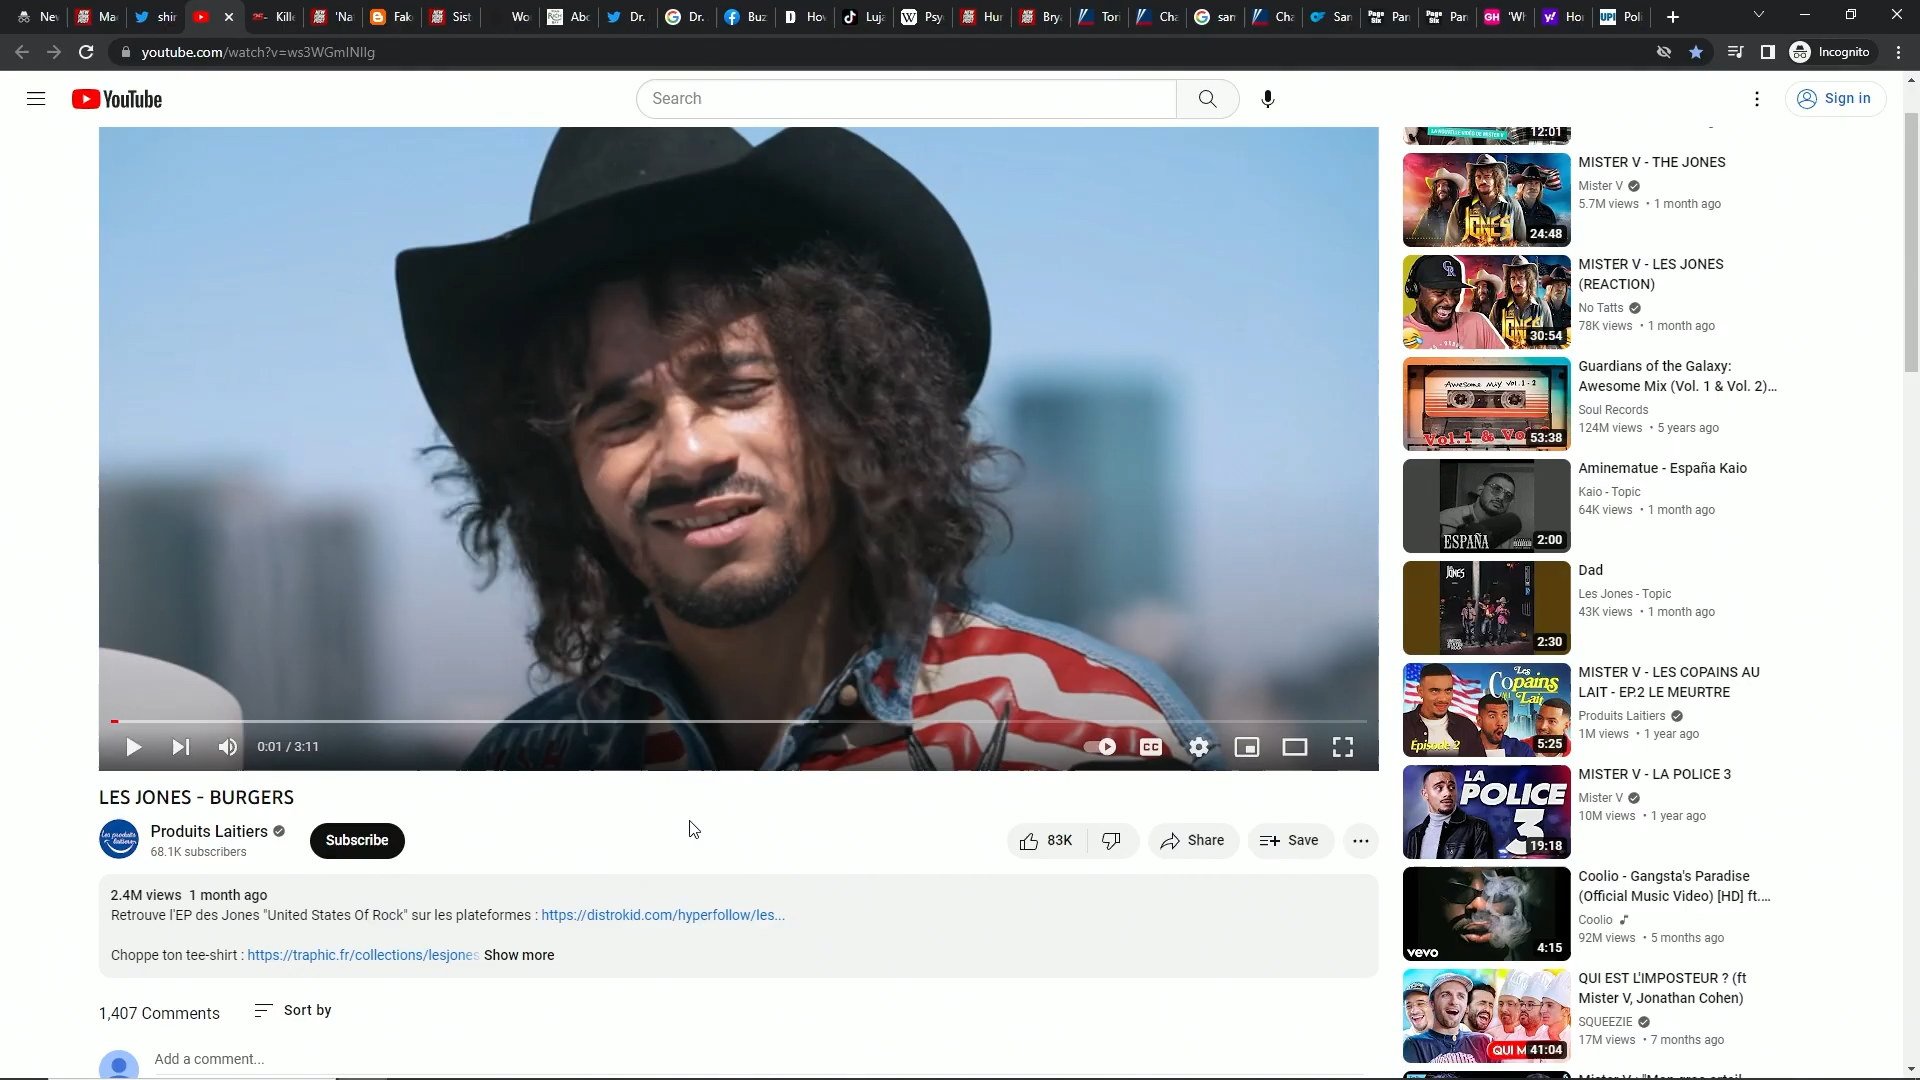 youtube.com/watch?v=ws3WGmlNllg
Incognito
YouTube
Search
Sign in
12:01
MISTER V - THE JONES
Mister V
5.7M views • 1 month ago
24:48
MISTER V - LES JONES
(REACTION)
No Tatts
78K views • 1 month ago
30:54
Guardians of the Galaxy:
Awesome Mix (Vol. 1 & Vol. 2)...
Soul Records
124M views • 5 years ago
53:38
Aminematue - España Kaio
Kaio - Topic
64K views • 1 month ago
ESPAÑA
2:00
Dad
Les Jones - Topic
43K views • 1 month ago
2:30
MISTER V - LES COPAINS AU
LAIT - EP.2 LE MEURTRE
Produits Laitiers
1M views • 1 year ago
Les Copains Lait
Épisode 2
5:25
MISTER V - LA POLICE 3
Mister V
10M views • 1 year ago
LA POLICE 3
19:18
Coolio - Gangsta's Paradise
(Official Music Video) [HD] ft....
Coolio
92M views • 5 months ago
vevo
4:15
QUI EST L'IMPOSTEUR ? (ft
Mister V, Jonathan Cohen)
SQUEEZIE
17M views • 7 months ago
41:04
0:01 / 3:11
CC
LES JONES - BURGERS
Produits Laitiers
68.1K subscribers
Subscribe
83K
Share
Save
2.4M views 1 month ago
Retrouve l'EP des Jones "United States Of Rock" sur les plateformes : https://distrokid.com/hyperfollow/les...
Choppe ton tee-shirt : https://traphic.fr/collections/lesjones Show more
1,407 Comments
Sort by
Add a comment...